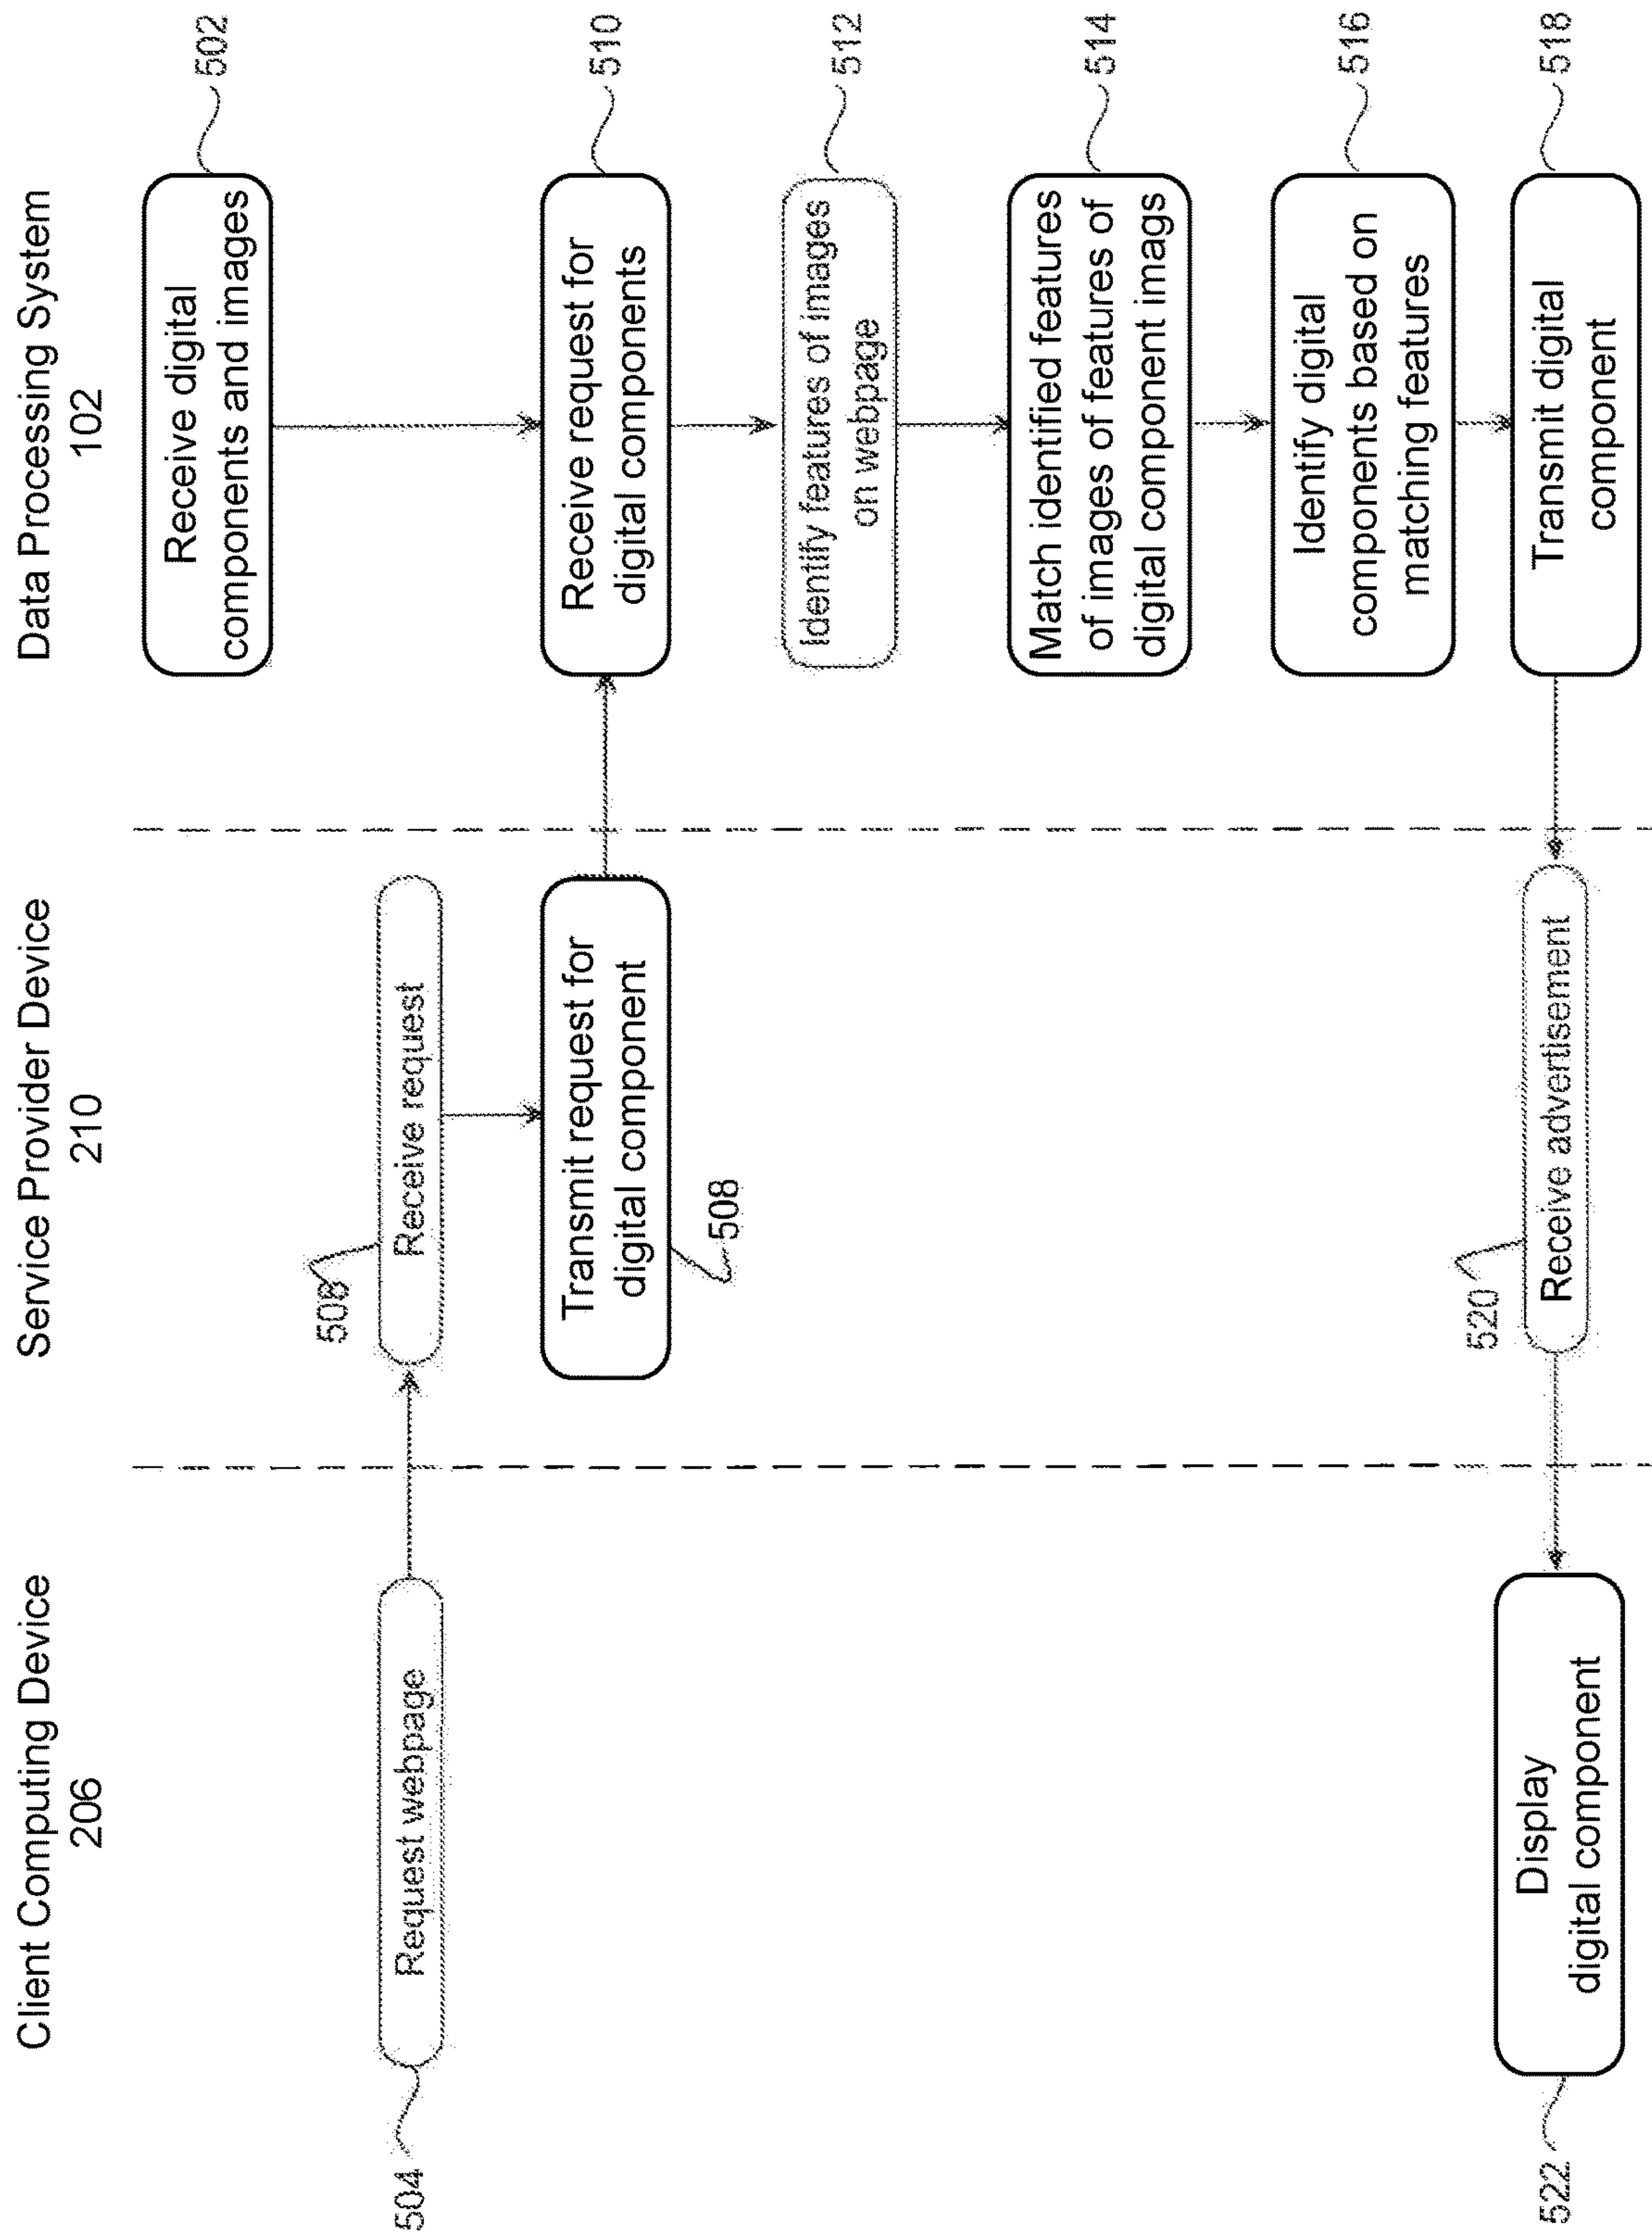 Client Computing Device
206
Service Provider Device
210
Data Processing System
102
Receive digital
components and images
502
504
Request webpage
Receive request
Transmit request for
digital component
508
Receive request for
digital components
510
Identify features of images
on webpage
512
Match identified features
of images of features of
digital component imags
514
Identify digital
components based on
matching features
516
Transmit digital
component
518
520
Receive advertisement
522
Display
digital component